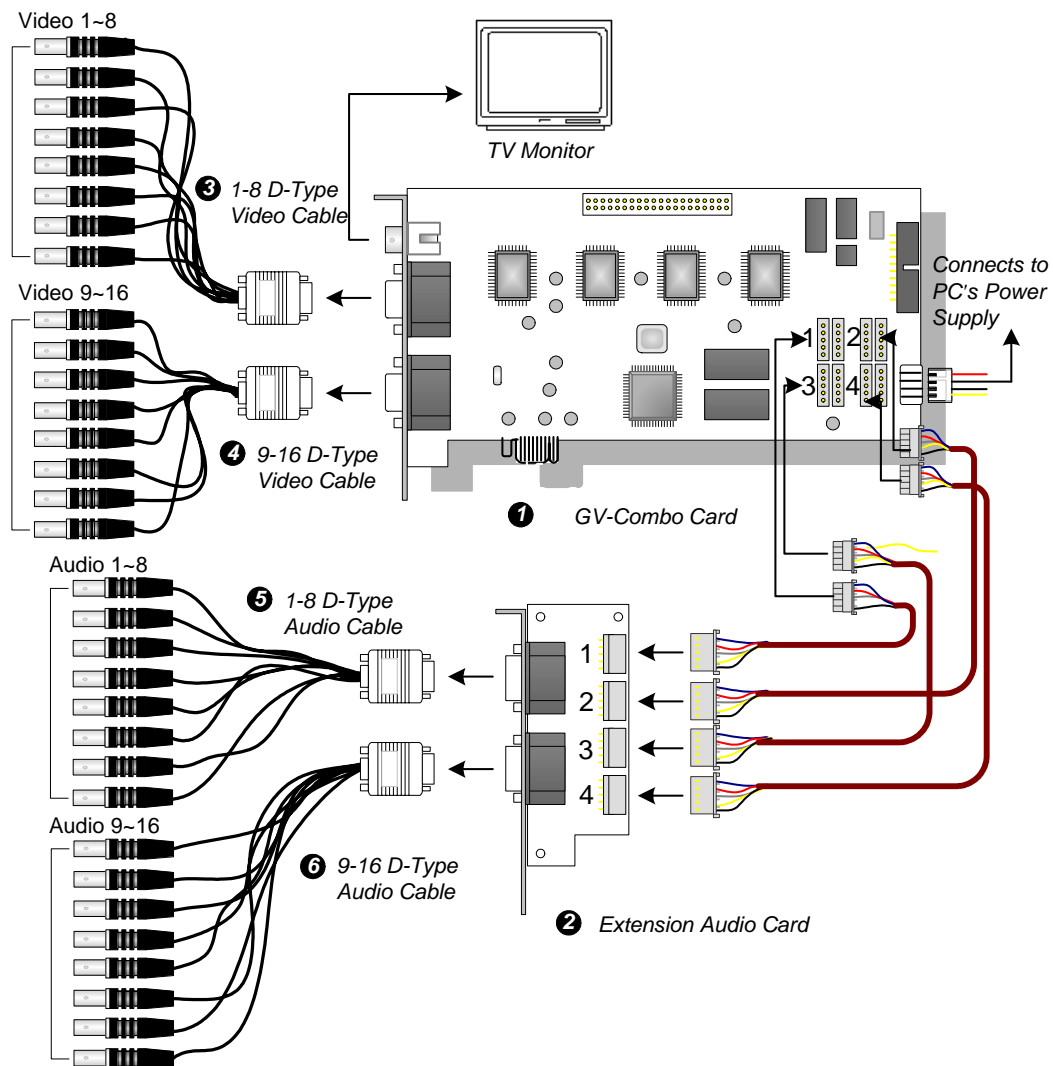 Video 1~8
TV Monitor
3 1-8 D-Type
Video Cable
Video 9~16
Connects to
PC's Power
Supply
1 2
3 4
4 9-16 D-Type
Video Cable
1 GV-Combo Card
Audio 1~8
5 1-8 D-Type
Audio Cable
1
2
3
4
Audio 9~16
6 9-16 D-Type
Audio Cable
2 Extension Audio Card